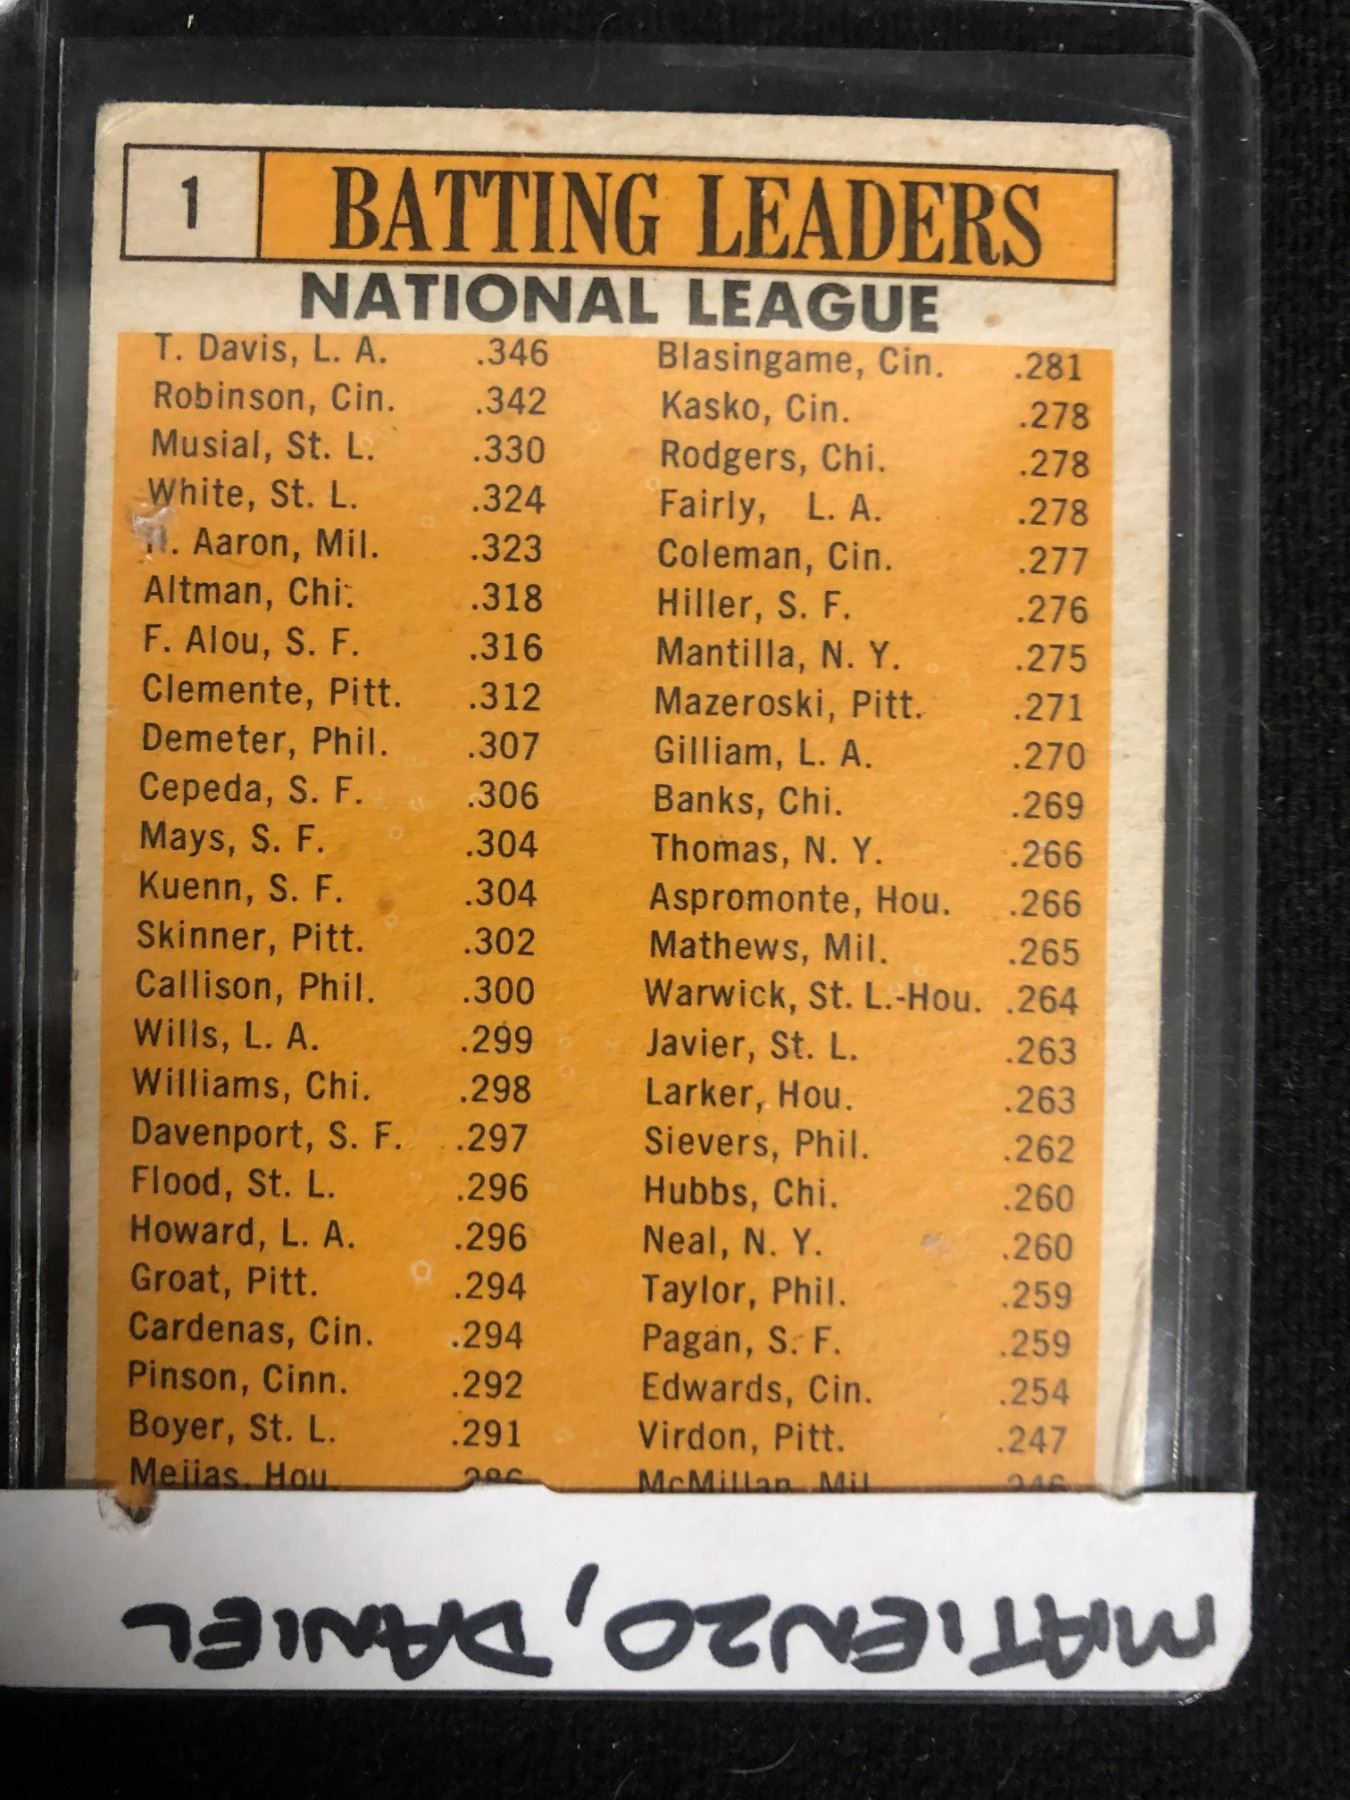 1 BATTING LEADERS
NATIONAL LEAGUE
T. Davis, L. A. .346
Robinson, Cin. .342
Musial, St. L. .330
White, St. L. .324
H. Aaron, Mil. .323
Altman, Chi. .318
F. Alou, S. F. .316
Clemente, Pitt. .312
Demeter, Phil. .307
Cepeda, S. F. .306
Mays, S. F. .304
Kuenn, S. F. .304
Skinner, Pitt. .302
Callison, Phil. .300
Wills, L. A. .299
Williams, Chi. .298
Davenport, S. F. .297
Flood, St. L. .296
Howard, L. A. .296
Groat, Pitt. .294
Cardenas, Cin. .294
Pinson, Cinn. .292
Boyer, St. L. .291
Mejias, Hou. .286
Blasingame, Cin. .281
Kasko, Cin. .278
Rodgers, Chi. .278
Fairly, L. A. .278
Coleman, Cin. .277
Hiller, S. F. .276
Mantilla, N. Y. .275
Mazeroski, Pitt. .271
Gilliam, L. A. .270
Banks, Chi. .269
Thomas, N. Y. .266
Aspromonte, Hou. .266
Mathews, Mil. .265
Warwick, St. L.-Hou. .264
Javier, St. L. .263
Larker, Hou. .263
Sievers, Phil. .262
Hubbs, Chi. .260
Neal, N. Y. .260
Taylor, Phil. .259
Pagan, S. F. .259
Edwards, Cin. .254
Virdon, Pitt. .247
McMillan, Mil. .246
MATIENZO, DANIEL